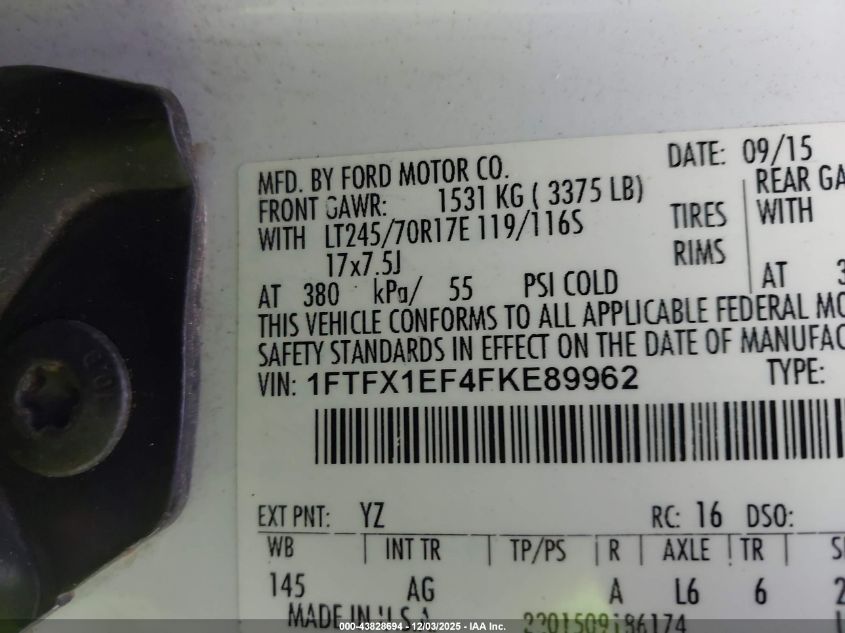 DATE: 09/15
MFD. BY FORD MOTOR CO.
FRONT GAWR: 1531 KG ( 3375 LB) REAR GA
WITH LT245/70R17E 119/116S TIRES WITH
17x7.5J RIMS
AT 380 kPa/ 55 PSI COLD AT 3
THIS VEHICLE CONFORMS TO ALL APPLICABLE FEDERAL MO
SAFETY STANDARDS IN EFFECT ON THE DATE OF MANUFAC
VIN: 1FTFX1EF4FKE89962 TYPE:
EXT PNT: YZ RC: 16 DSO:
WB INT TR TP/PS R AXLE TR
145 AG A L6 6 2
MADE IN U.S.A.
000-43828694 - 12/03/2025 - IAA Inc.